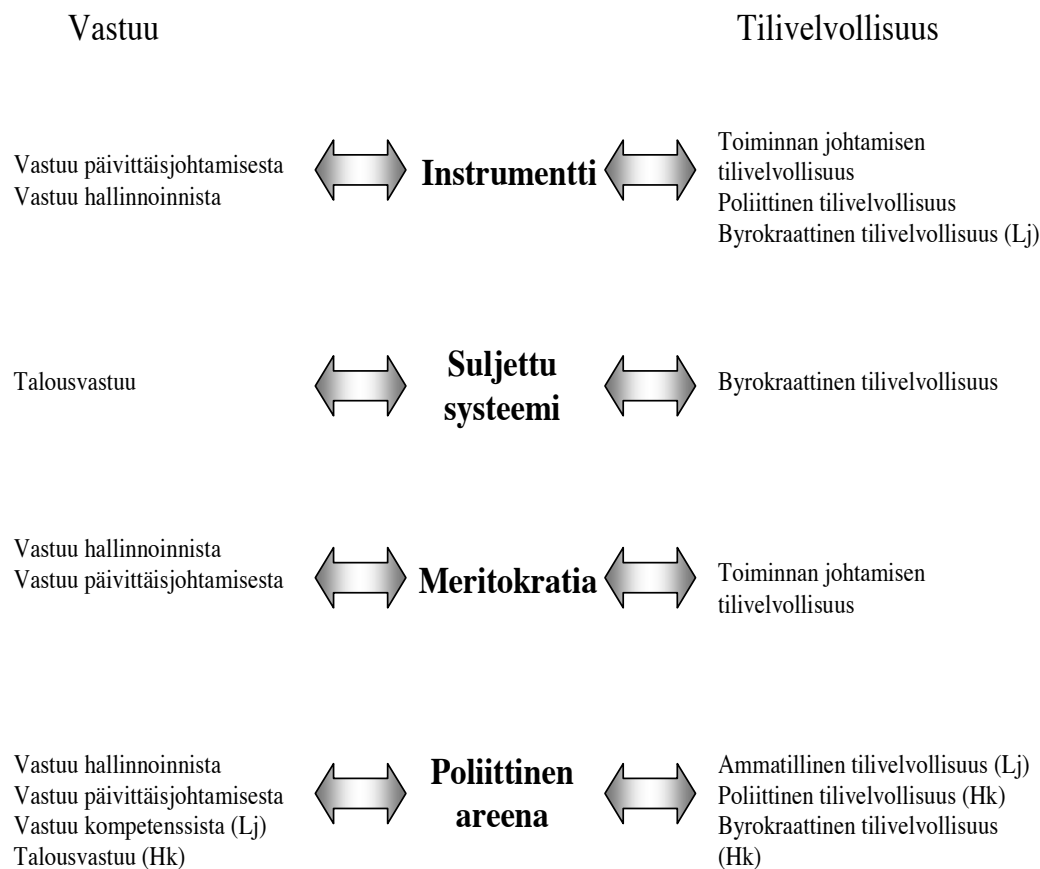 Vastuu
Tilivelvollisuus
Vastuu päivittäisjohtamisesta
Vastuu hallinnoinnista
Instrumentti
Toiminnan johtamisen
tilivelvollisuus
Poliittinen tilivelvollisuus
Byrokraattinen tilivelvollisuus (Lj)
Talousvastuu
Suljettu
systeemi
Byrokraattinen tilivelvollisuus
Vastuu hallinnoinnista
Vastuu päivittäisjohtamisesta
Meritokratia
Toiminnan johtamisen
tilivelvollisuus
Vastuu hallinnoinnista
Vastuu päivittäisjohtamisesta
Vastuu kompetenssista (Lj)
Talousvastuu (Hk)
Poliittinen
areena
Ammatillinen tilivelvollisuus (Lj)
Poliittinen tilivelvollisuus (Hk)
Byrokraattinen tilivelvollisuus
(Hk)